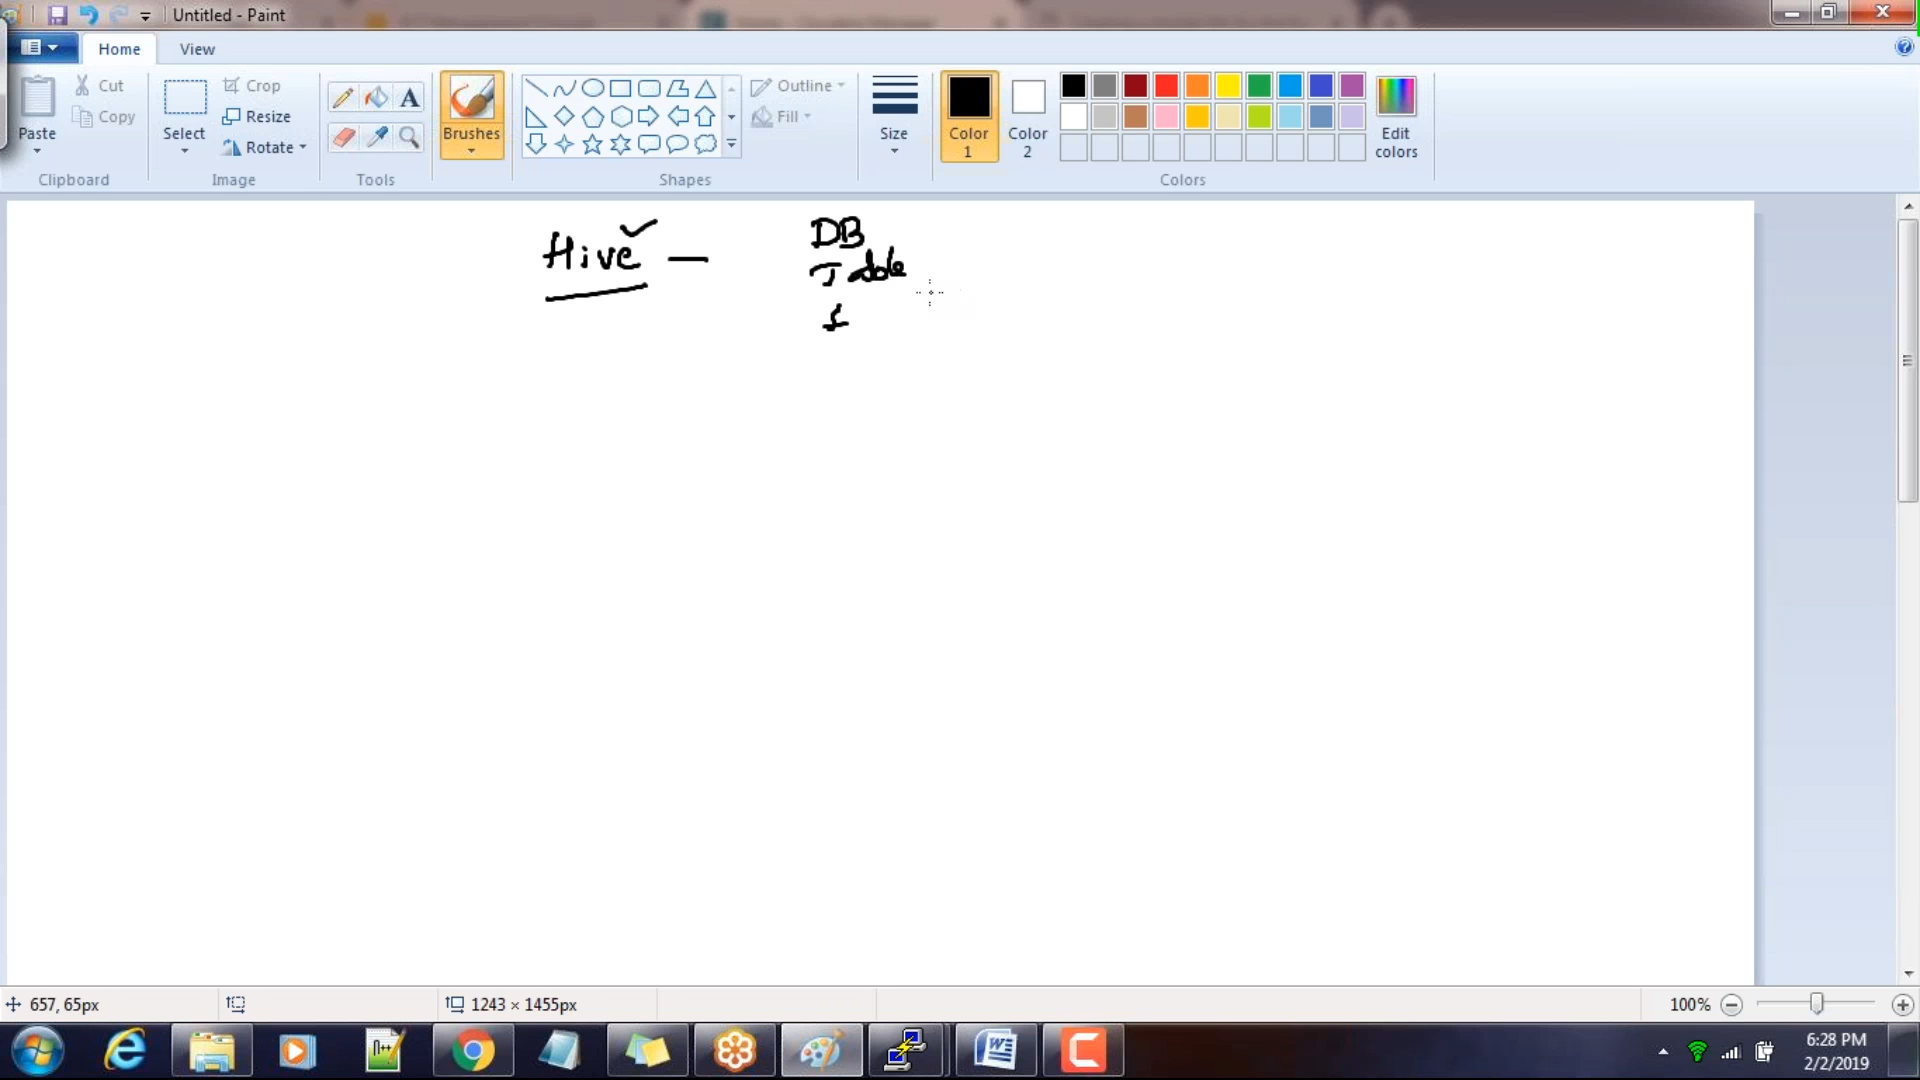 Untitled - Paint
Home
View
Paste
Cut
Copy
Clipboard
Select
Crop
Resize
Rotate
Image
A
Tools
Brushes
Shapes
Outline
Fill
Size
Color 1
Color 2
Edit colors
Colors
Hive —
DB
Table
657, 65px
1243 × 1455px
100%
6:28 PM
2/2/2019